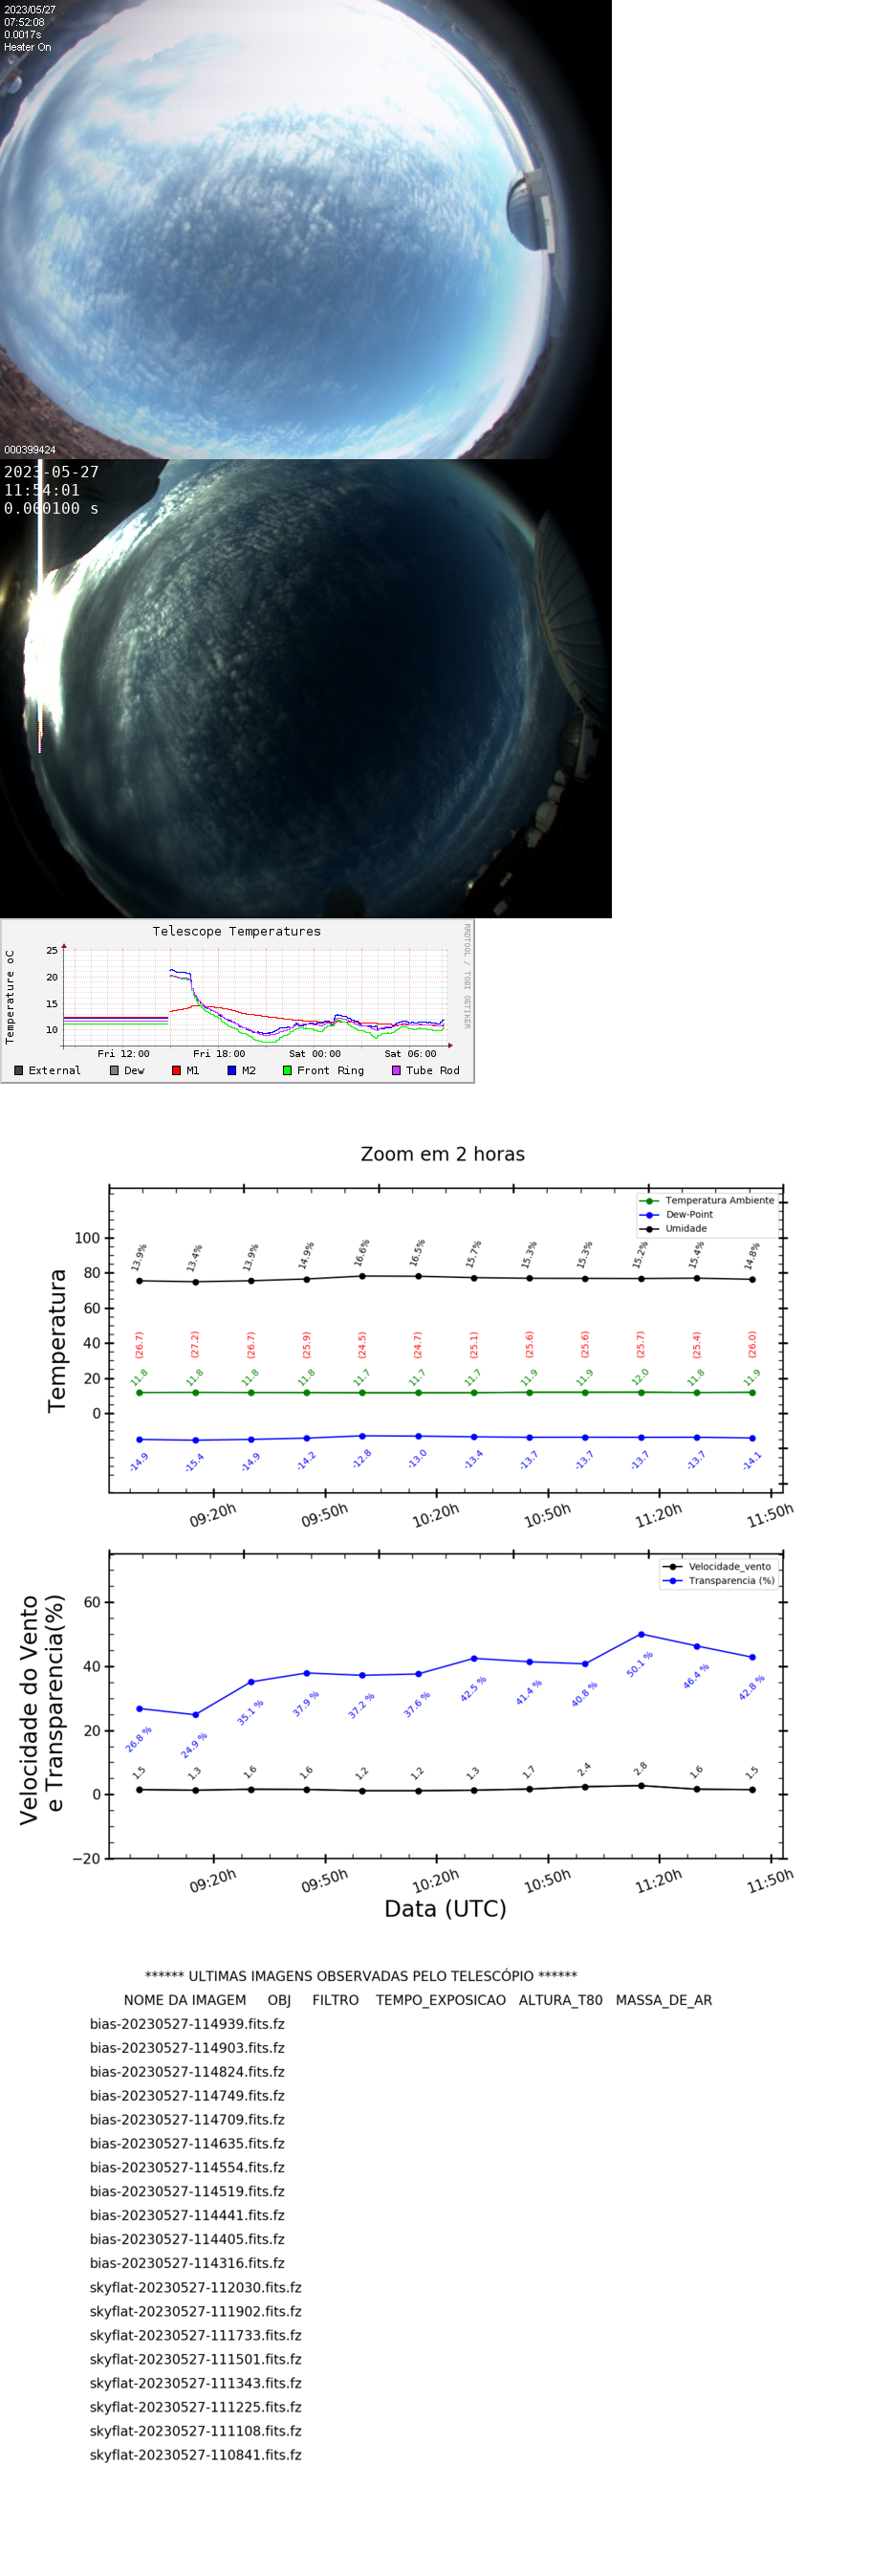 2023/05/27
07:52:08
0.0017s
Heater On
000399424
2023-05-27
11:54:01
0.000100 s
Telescope Temperatures
RRDTOOL / TOBI OETIKER
Temperature oC
25
20
15
10
Fri 12:00 Fri 18:00 Sat 00:00 Sat 06:00
External Dew M1 M2 Front Ring Tube Rod
Zoom em 2 horas
Temperatura Ambiente
Dew-Point
Umidade
Temperatura
100
80
60
40
20
0
13.9% 13.4% 13.9% 14.9% 16.6% 16.5% 15.7% 15.3% 15.3% 15.2% 15.4% 14.8%
(26.7) (27.2) (26.7) (25.9) (24.5) (24.7) (25.1) (25.6) (25.6) (25.7) (25.4) (26.0)
11.8 11.8 11.8 11.8 11.7 11.7 11.7 11.9 11.9 12.0 11.8 11.9
-14.9 -15.4 -14.9 -14.2 -12.8 -13.0 -13.4 -13.7 -13.7 -13.7 -13.7 -14.1
09:20h 09:50h 10:20h 10:50h 11:20h 11:50h
Velocidade_vento
Transparencia (%)
Velocidade do Vento
e Transparencia(%)
60
40
20
0
−20
26.8 % 24.9 % 35.1 % 37.9 % 37.2 % 37.6 % 42.5 % 41.4 % 40.8 % 50.1 % 46.4 % 42.8 %
1.5 1.3 1.6 1.6 1.2 1.2 1.3 1.7 2.4 2.8 1.6 1.5
09:20h 09:50h 10:20h 10:50h 11:20h 11:50h
Data (UTC)
****** ULTIMAS IMAGENS OBSERVADAS PELO TELESCÓPIO ******
NOME DA IMAGEM OBJ FILTRO TEMPO_EXPOSICAO ALTURA_T80 MASSA_DE_AR
bias-20230527-114939.fits.fz
bias-20230527-114903.fits.fz
bias-20230527-114824.fits.fz
bias-20230527-114749.fits.fz
bias-20230527-114709.fits.fz
bias-20230527-114635.fits.fz
bias-20230527-114554.fits.fz
bias-20230527-114519.fits.fz
bias-20230527-114441.fits.fz
bias-20230527-114405.fits.fz
bias-20230527-114316.fits.fz
skyflat-20230527-112030.fits.fz
skyflat-20230527-111902.fits.fz
skyflat-20230527-111733.fits.fz
skyflat-20230527-111501.fits.fz
skyflat-20230527-111343.fits.fz
skyflat-20230527-111225.fits.fz
skyflat-20230527-111108.fits.fz
skyflat-20230527-110841.fits.fz